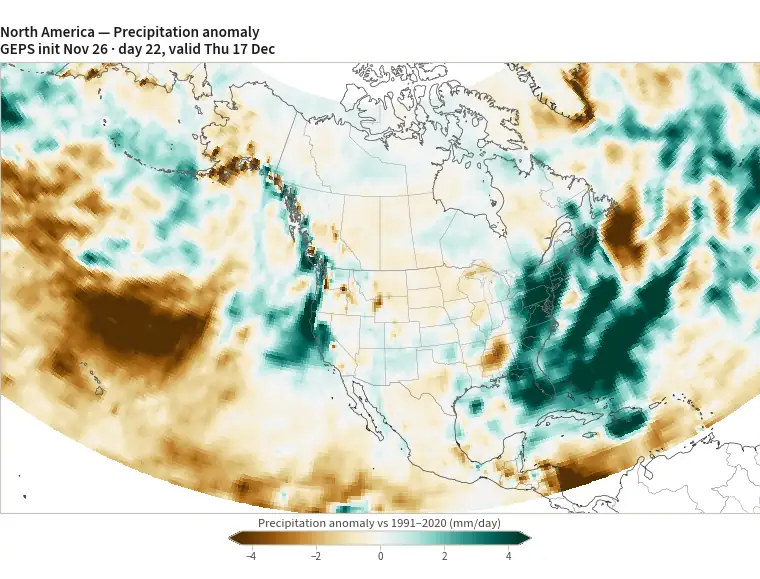 North America — Precipitation anomaly
GEPS init Nov 26 · day 22, valid Thu 17 Dec
Precipitation anomaly vs 1991–2020 (mm/day)
−4 −2 0 2 4